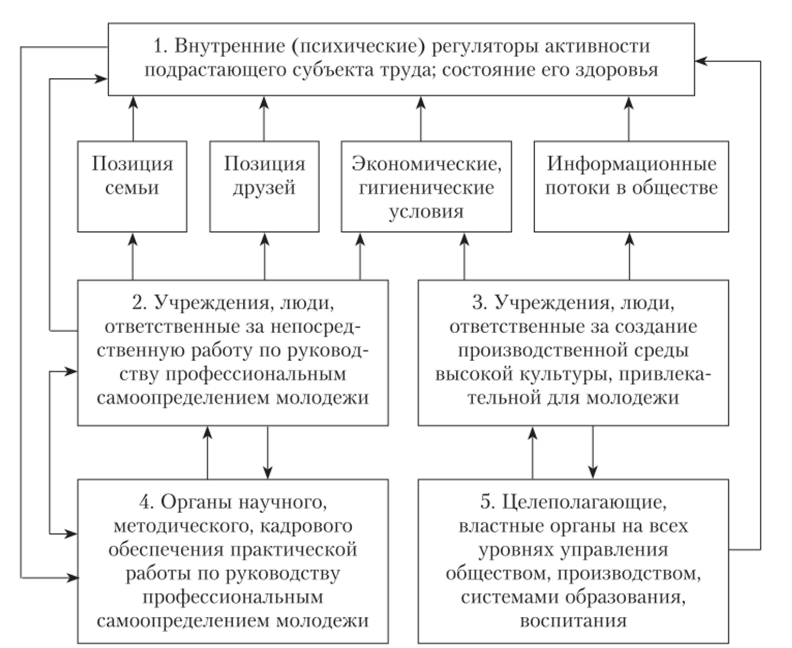 1. Внутренние (психические) регуляторы активности
подрастающего субъекта труда; состояние его здоровья
Позиция
семьи
Позиция
друзей
Экономические,
гигиенические
условия
Информационные
потоки в обществе
2. Учреждения, люди,
ответственные за непосред-
ственную работу по руковод-
ству профессиональным
самоопределением молодежи
3. Учреждения, люди,
ответственные за создание
производственной среды
высокой культуры, привлека-
тельной для молодежи
4. Органы научного,
методического, кадрового
обеспечения практической
работы по руководству
профессиональным
самоопределением молодежи
5. Целеполагающие,
властные органы на всех
уровнях управления
обществом, производством,
системами образования,
воспитания